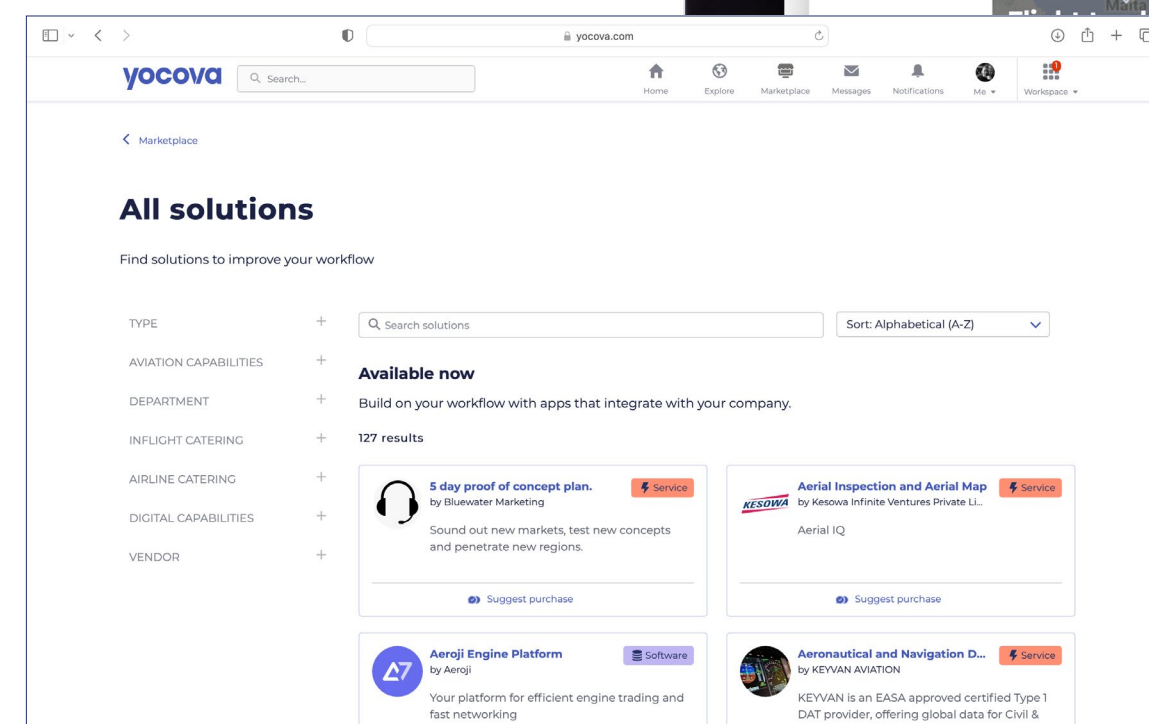 Malta
yocova.com
yocova
Search...
Home
Explore
Marketplace
Messages
Notifications
Me
1
Workspace
Marketplace
All solutions
Find solutions to improve your workflow
TYPE
AVIATION CAPABILITIES
DEPARTMENT
INFLIGHT CATERING
AIRLINE CATERING
DIGITAL CAPABILITIES
VENDOR
Search solutions
Sort: Alphabetical (A-Z)
Available now
Build on your workflow with apps that integrate with your company.
127 results
5 day proof of concept plan.
Service
by Bluewater Marketing
Sound out new markets, test new concepts
and penetrate new regions.
Suggest purchase
KESOWA
Aerial Inspection and Aerial Map
Service
by Kesowa Infinite Ventures Private Li...
Aerial IQ
Suggest purchase
Aeroji Engine Platform
Software
by Aeroji
Your platform for efficient engine trading and
fast networking
Aeronautical and Navigation D...
Service
by KEYVAN AVIATION
KEYVAN is an EASA approved certified Type 1
DAT provider, offering global data for Civil &